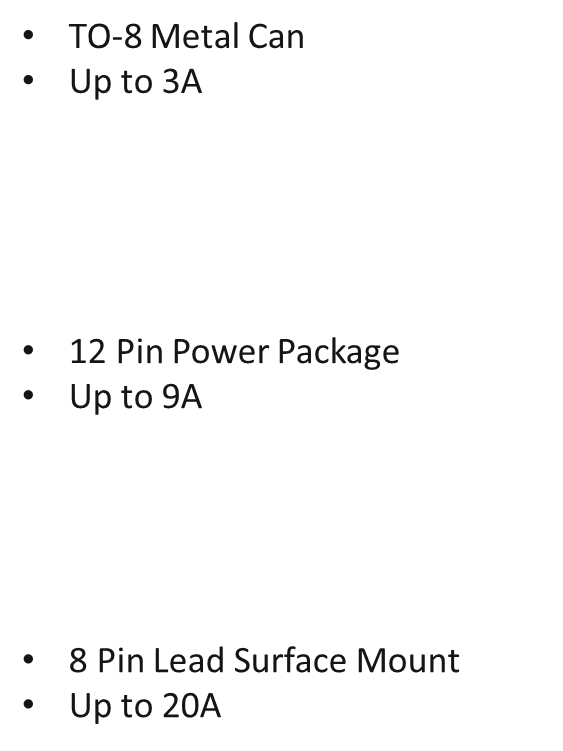 • TO-8 Metal Can
• Up to 3A
• 12 Pin Power Package
• Up to 9A
• 8 Pin Lead Surface Mount
• Up to 20A